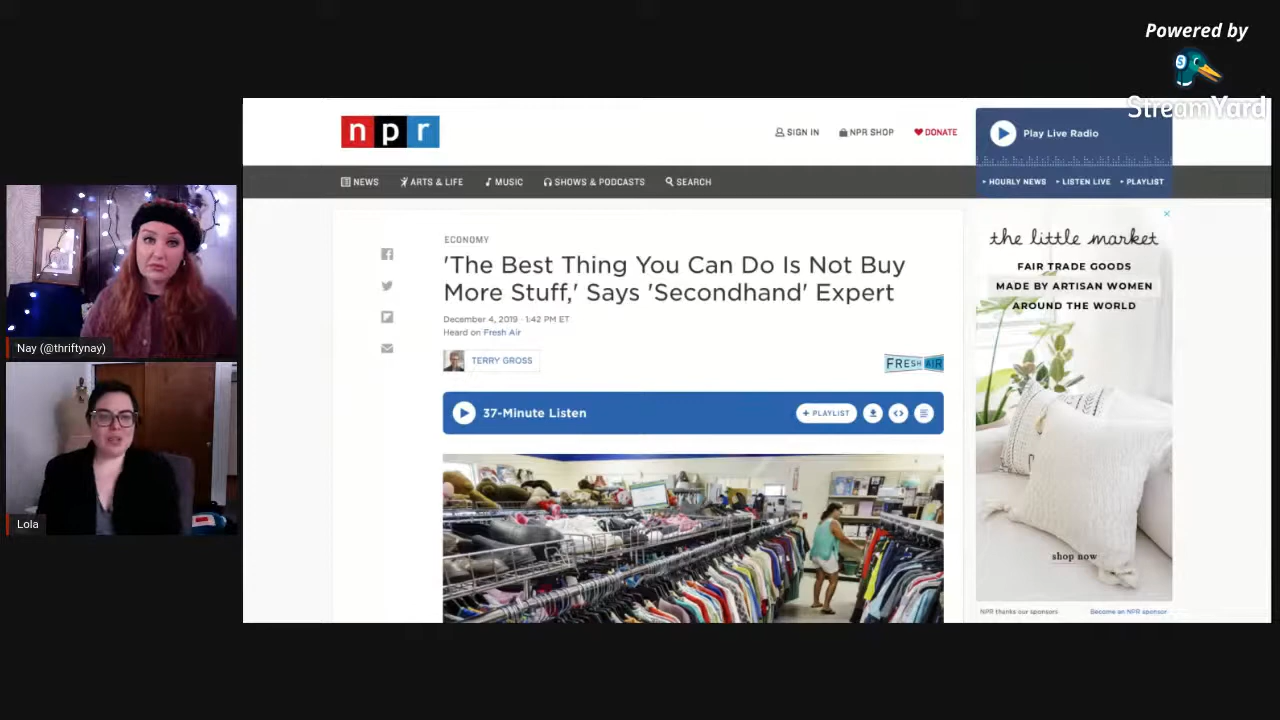 Powered by
StreamYard
npr
SIGN IN
NPR SHOP
DONATE
Play Live Radio
NEWS
ARTS & LIFE
MUSIC
SHOWS & PODCASTS
SEARCH
HOURLY NEWS
LISTEN LIVE
PLAYLIST
Nay (@thriftynay)
Lola
ECONOMY
'The Best Thing You Can Do Is Not Buy
More Stuff,' Says 'Secondhand' Expert
December 4, 2019 · 1:42 PM ET
Heard on Fresh Air
TERRY GROSS
FRESH AIR
37-Minute Listen
+ PLAYLIST
the little market
FAIR TRADE GOODS
MADE BY ARTISAN WOMEN
AROUND THE WORLD
shop now
NPR thanks our sponsors
Become an NPR sponsor